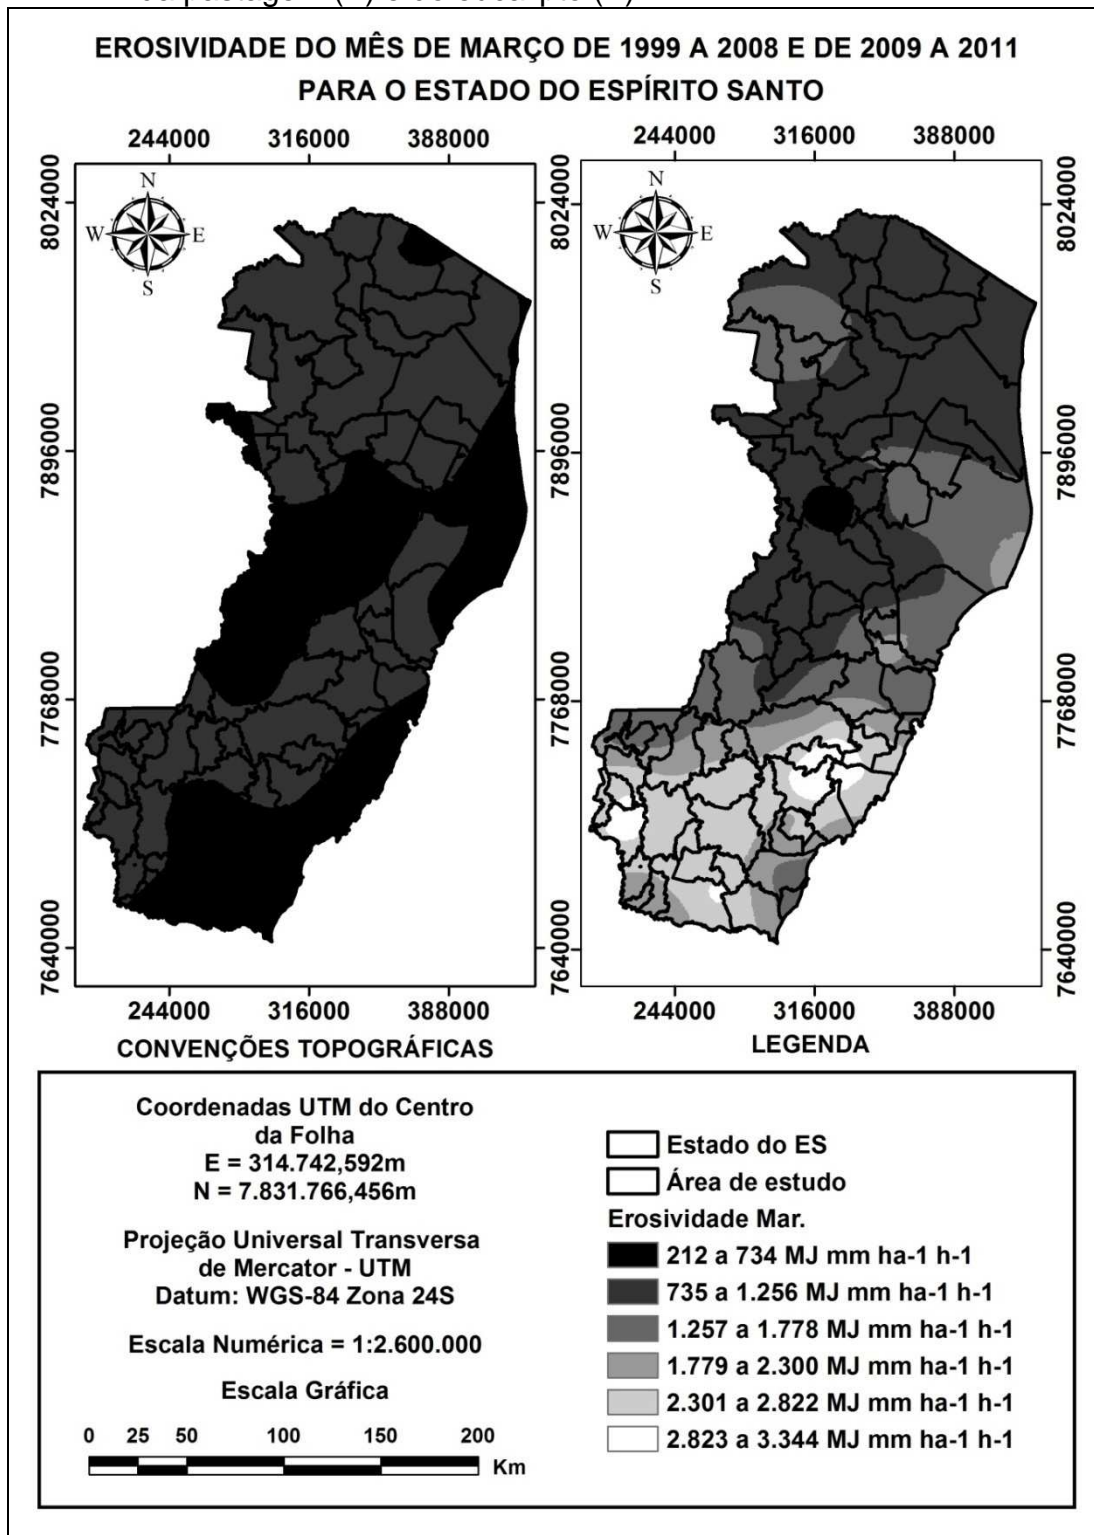 EROSIVIDADE DO MÊS DE MARÇO DE 1999 A 2008 E DE 2009 A 2011
PARA O ESTADO DO ESPÍRITO SANTO
244000 316000 388000
244000 316000 388000
8024000
7896000
7768000
7640000
N
W E
S
N
W E
S
8024000
7896000
7768000
7640000
8024000
7896000
7768000
7640000
244000 316000 388000
244000 316000 388000
CONVENÇÕES TOPOGRÁFICAS
LEGENDA
Coordenadas UTM do Centro
da Folha
E = 314.742,592m
N = 7.831.766,456m
Projeção Universal Transversa
de Mercator - UTM
Datum: WGS-84 Zona 24S
Escala Numérica = 1:2.600.000
Escala Gráfica
0 25 50 100 150 200
Km
Estado do ES
Área de estudo
Erosividade Mar.
212 a 734 MJ mm ha-1 h-1
735 a 1.256 MJ mm ha-1 h-1
1.257 a 1.778 MJ mm ha-1 h-1
1.779 a 2.300 MJ mm ha-1 h-1
2.301 a 2.822 MJ mm ha-1 h-1
2.823 a 3.344 MJ mm ha-1 h-1